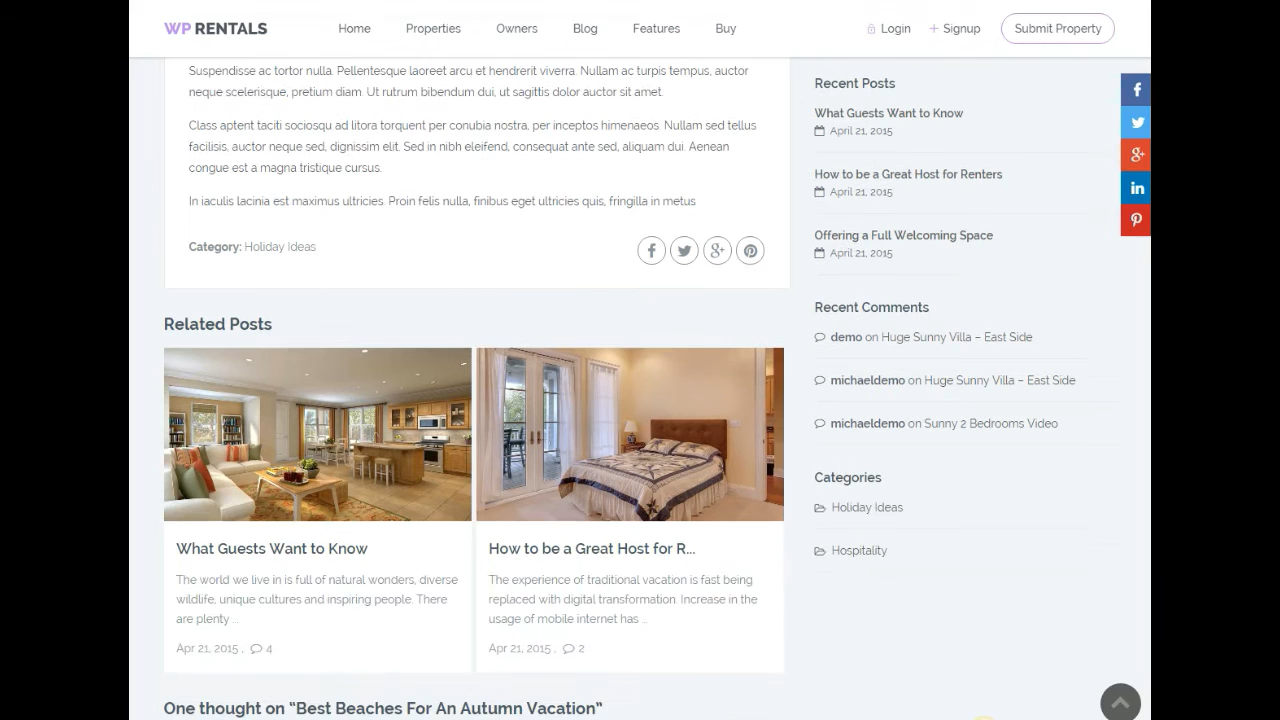 WP RENTALS
Home Properties Owners Blog Features Buy
Login Signup Submit Property
Suspendisse ac tortor nulla. Pellentesque laoreet arcu et hendrerit viverra. Nullam ac turpis tempus, auctor
neque scelerisque, pretium diam. Ut rutrum bibendum dui, ut sagittis dolor auctor sit amet.
Class aptent taciti sociosqu ad litora torquent per conubia nostra, per inceptos himenaeos. Nullam sed tellus
facilisis, auctor neque sed, dignissim elit. Sed in nibh eleifend, consequat ante sed, aliquam dui. Aenean
congue est a magna tristique cursus.
In iaculis lacinia est maximus ultricies. Proin felis nulla, finibus eget ultricies quis, fringilla in metus
Category: Holiday Ideas
Related Posts
What Guests Want to Know
The world we live in is full of natural wonders, diverse
wildlife, unique cultures and inspiring people. There
are plenty ...
Apr 21, 2015 , 4
How to be a Great Host for R...
The experience of traditional vacation is fast being
replaced with digital transformation. Increase in the
usage of mobile internet has ...
Apr 21, 2015 , 2
One thought on “Best Beaches For An Autumn Vacation”
Recent Posts
What Guests Want to Know
April 21, 2015
How to be a Great Host for Renters
April 21, 2015
Offering a Full Welcoming Space
April 21, 2015
Recent Comments
demo on Huge Sunny Villa – East Side
michaeldemo on Huge Sunny Villa – East Side
michaeldemo on Sunny 2 Bedrooms Video
Categories
Holiday Ideas
Hospitality